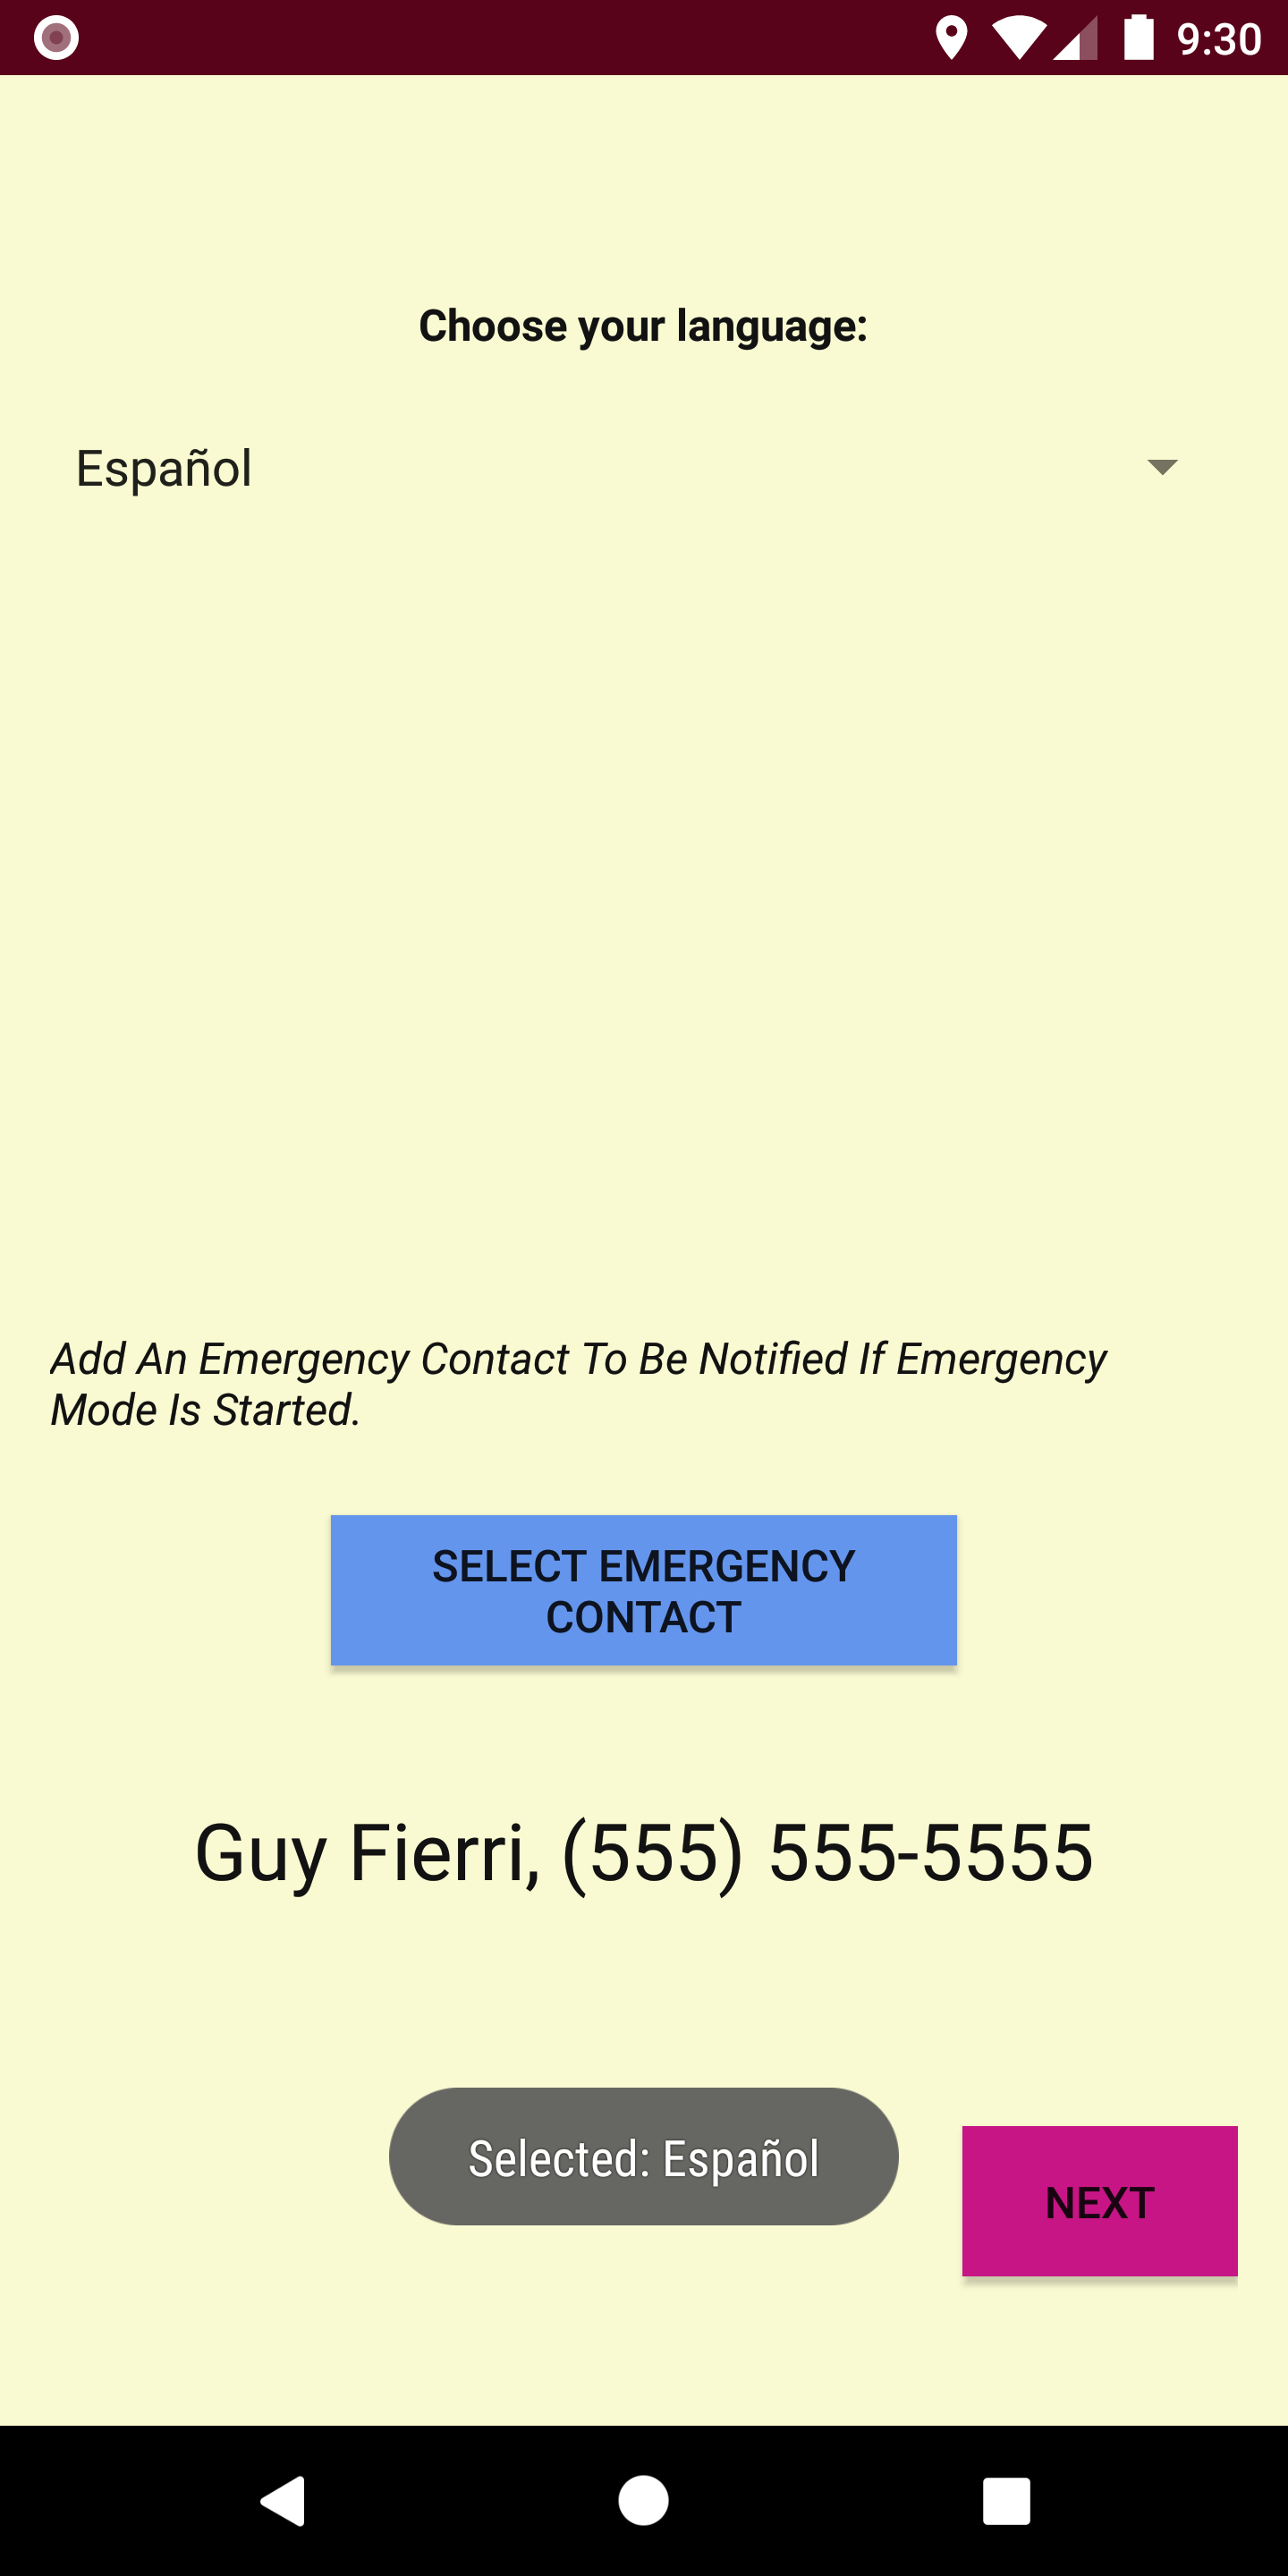 9:30
Choose your language:
Español
Add An Emergency Contact To Be Notified If Emergency
Mode Is Started.
SELECT EMERGENCY
CONTACT
Guy Fierri, (555) 555-5555
Selected: Español
NEXT